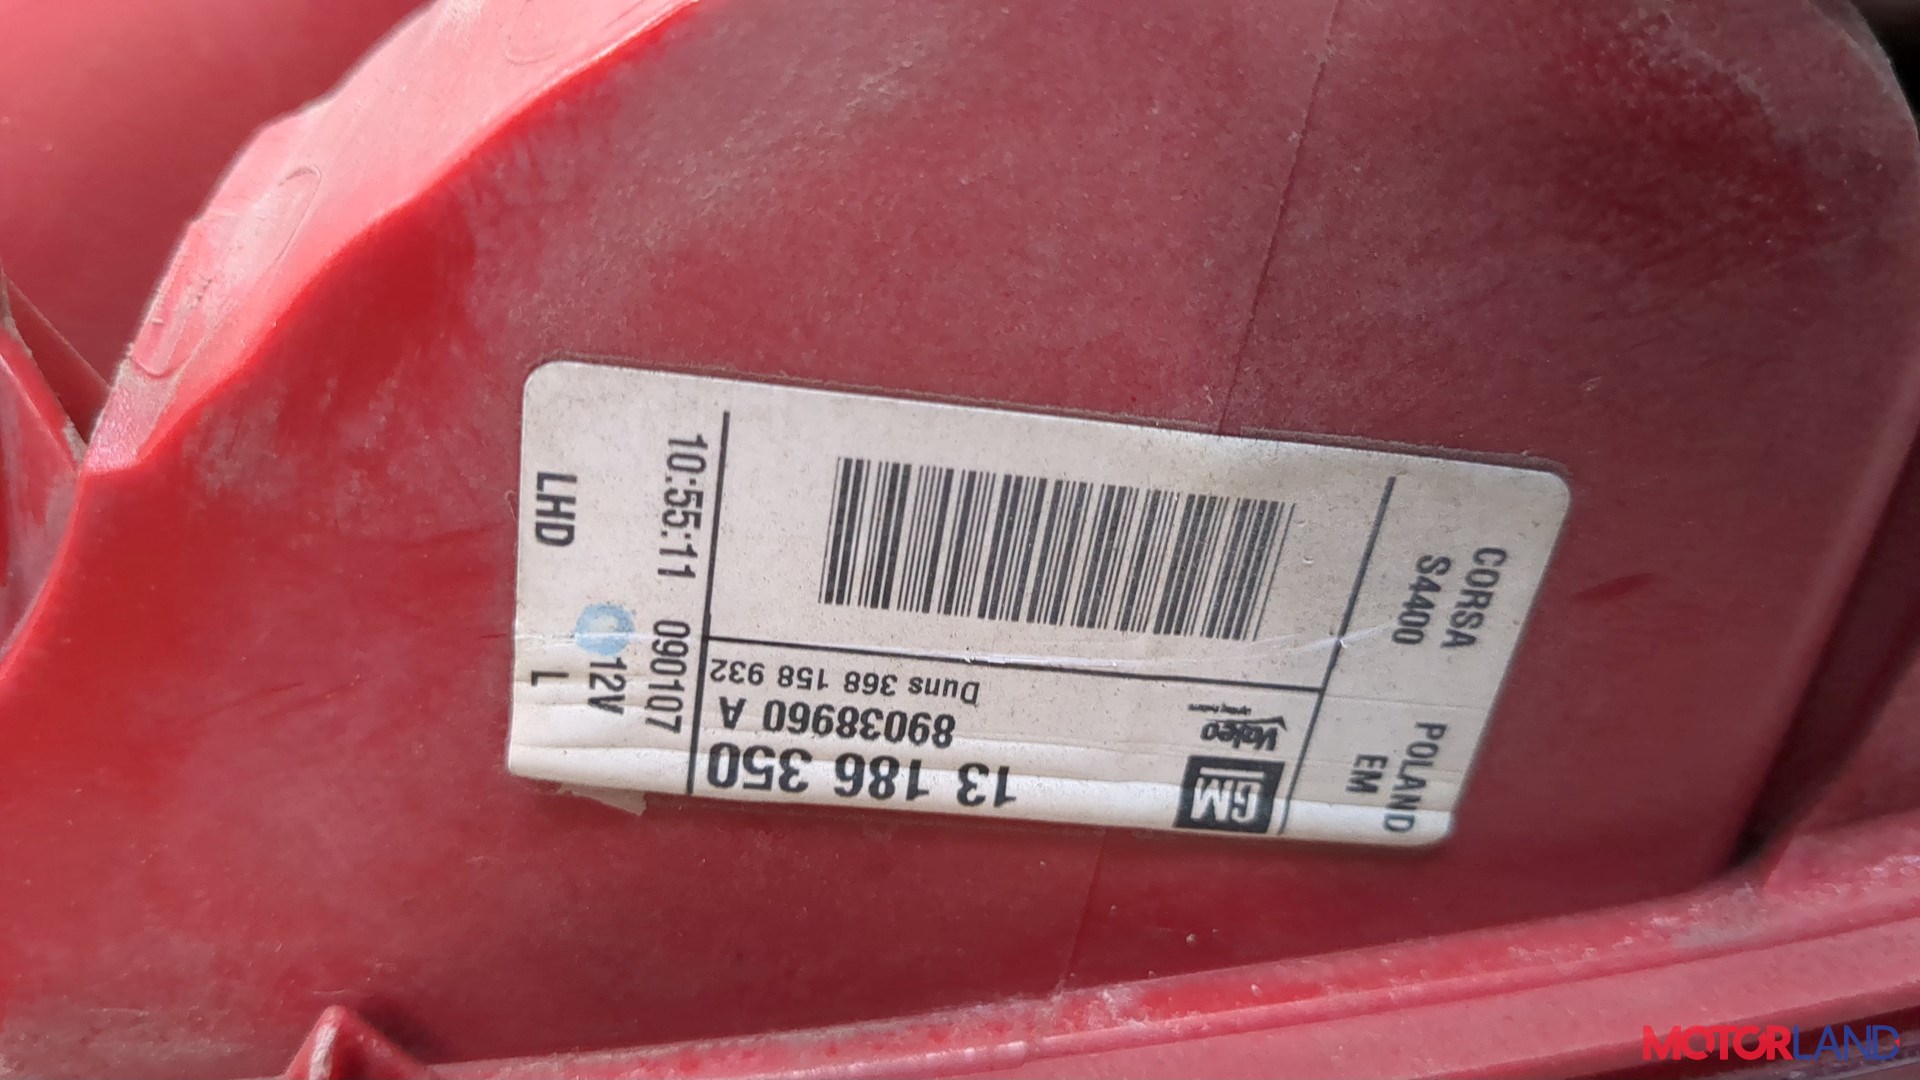 CORSA
S4400
POLAND
EM
GM
13 186 350
Valeo
89038960 A
Duns 368 158 932
10:55:11 090107
12V
LHD
L
MOTORLAND